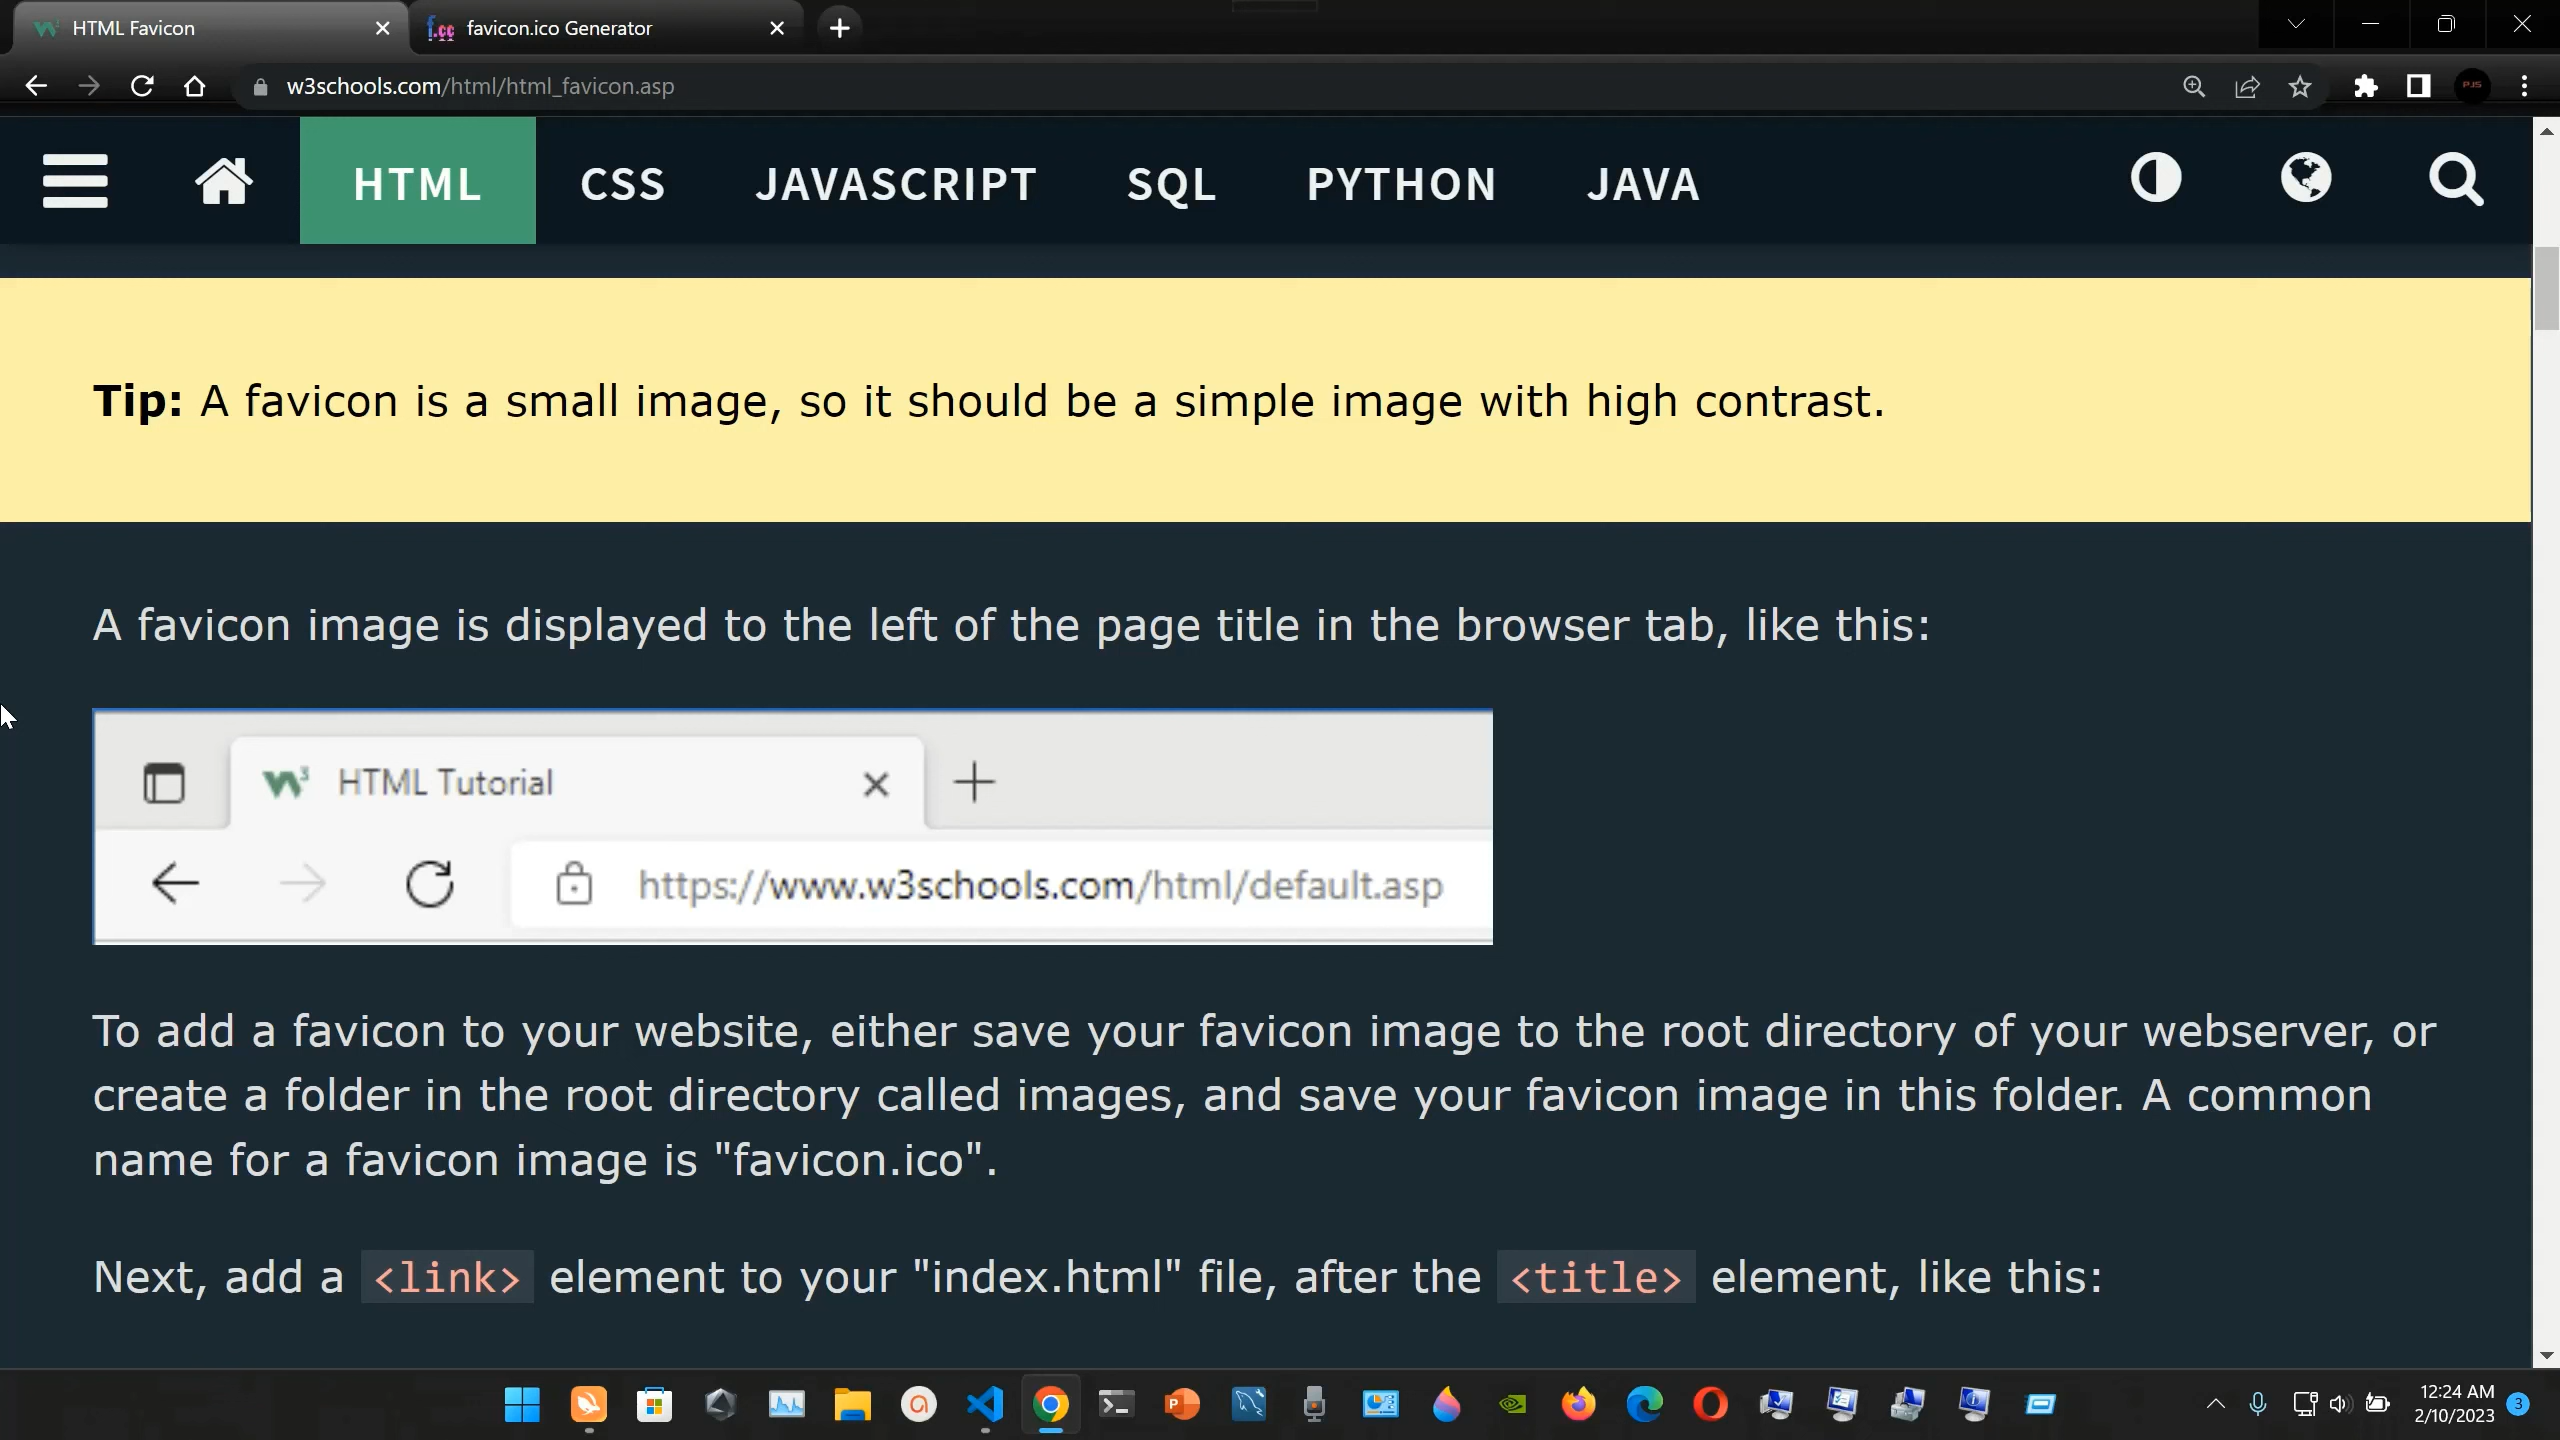 HTML Favicon
f.cc favicon.ico Generator
w3schools.com/html/html_favicon.asp
PJS
HTML CSS JAVASCRIPT SQL PYTHON JAVA
Tip: A favicon is a small image, so it should be a simple image with high contrast.
A favicon image is displayed to the left of the page title in the browser tab, like this:
w3 HTML Tutorial
https://www.w3schools.com/html/default.asp
To add a favicon to your website, either save your favicon image to the root directory of your webserver, or
create a folder in the root directory called images, and save your favicon image in this folder. A common
name for a favicon image is "favicon.ico".
Next, add a <link> element to your "index.html" file, after the <title> element, like this:
12:24 AM
2/10/2023
3